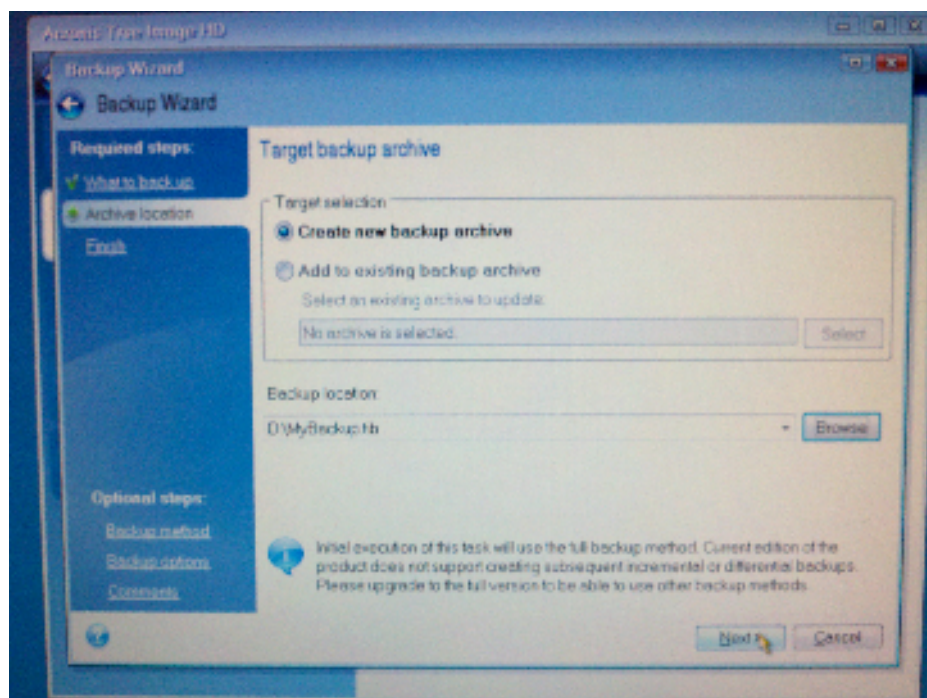 Acronis True Image HD
Backup Wizard
Backup Wizard
Required steps:
What to back up
Archive location
Finish
Optional steps:
Backup method
Backup options
Comments
Target backup archive
Target selection
Create new backup archive
Add to existing backup archive
Select an existing archive to update:
No archive is selected.
Select
Backup location:
D:\MyBackup.tib
Browse
Initial execution of this task will use the full backup method. Current edition of the
product does not support creating subsequent incremental or differential backups.
Please upgrade to the full version to be able to use other backup methods.
Next >
Cancel